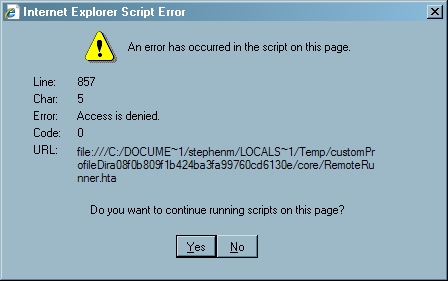 Internet Explorer Script Error
An error has occurred in the script on this page.
Line: 857
Char: 5
Error: Access is denied.
Code: 0
URL: file:///C:/DOCUME~1/stephenm/LOCALS~1/Temp/customPr
ofileDira08f0b809f1b424ba3fa99760cd6130e/core/RemoteRu
nner.hta
Do you want to continue running scripts on this page?
Yes No